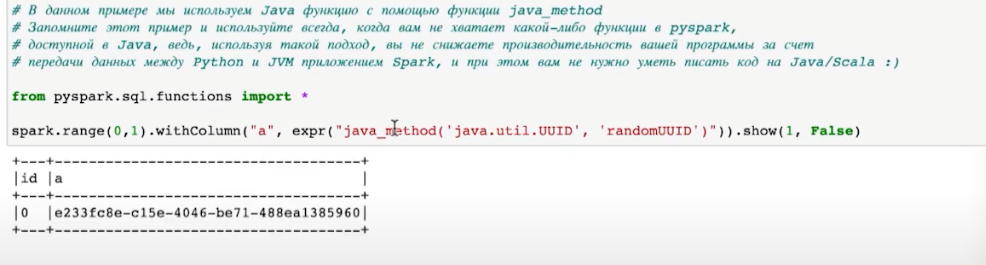 # В данном примере мы используем Java функцию с помощью функции java_method
# Запомните этот пример и используйте всегда, когда вам не хватает какой-либо функции в pyspark,
# доступной в Java, ведь, используя такой подход, вы не снижаете производительность вашей программы за счет
# передачи данных между Python и JVM приложением Spark, и при этом вам не нужно уметь писать код на Java/Scala :)
from pyspark.sql.functions import *
spark.range(0,1).withColumn("a", expr("java_method('java.util.UUID', 'randomUUID')")).show(1, False)
+---+------------------------------------+
|id |a                                   |
+---+------------------------------------+
|0  |e233fc8e-c15e-4046-be71-488ea1385960|
+---+------------------------------------+